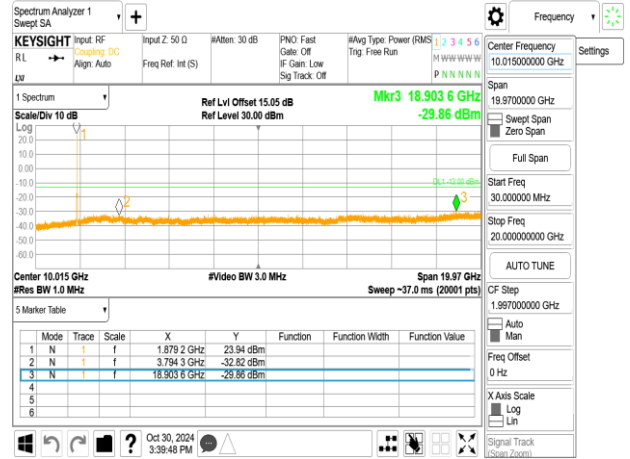 Spectrum Analyzer 1
Swept SA
Frequency
KEYSIGHT Input: RF Input Z: 50 Ω #Atten: 30 dB PNO: Fast #Avg Type: Power (RMS 1 2 3 4 5 6
RL Coupling: DC Gate: Off Trig: Free Run M W W W W W
Align: Auto Freq Ref: Int (S) IF Gain: Low
LXI Sig Track: Off P N N N N N
Settings
Center Frequency
10.015000000 GHz
Span
19.9700000 GHz
Swept Span
Zero Span
Full Span
Start Freq
30.000000 MHz
Stop Freq
20.000000000 GHz
AUTO TUNE
CF Step
1.997000000 GHz
Auto
Man
Freq Offset
0 Hz
X Axis Scale
Log
Lin
Signal Track
(Span Zoom)
1 Spectrum
Ref Lvl Offset 15.05 dB Mkr3 18.903 6 GHz
Scale/Div 10 dB Ref Level 30.00 dBm -29.86 dBm
Log
1
20.0
10.0
0.00
-10.0 DL1 -13.00 dBm
-20.0 2 3
-30.0
-40.0
-50.0
-60.0
Center 10.015 GHz #Video BW 3.0 MHz Span 19.97 GHz
#Res BW 1.0 MHz Sweep ~37.0 ms (20001 pts)
5 Marker Table
Mode Trace Scale X Y Function Function Width Function Value
1 N 1 f 1.879 2 GHz 23.94 dBm
2 N 1 f 3.794 3 GHz -32.82 dBm
3 N 1 f 18.903 6 GHz -29.86 dBm
4
5
6
? Oct 30, 2024
3:39:48 PM